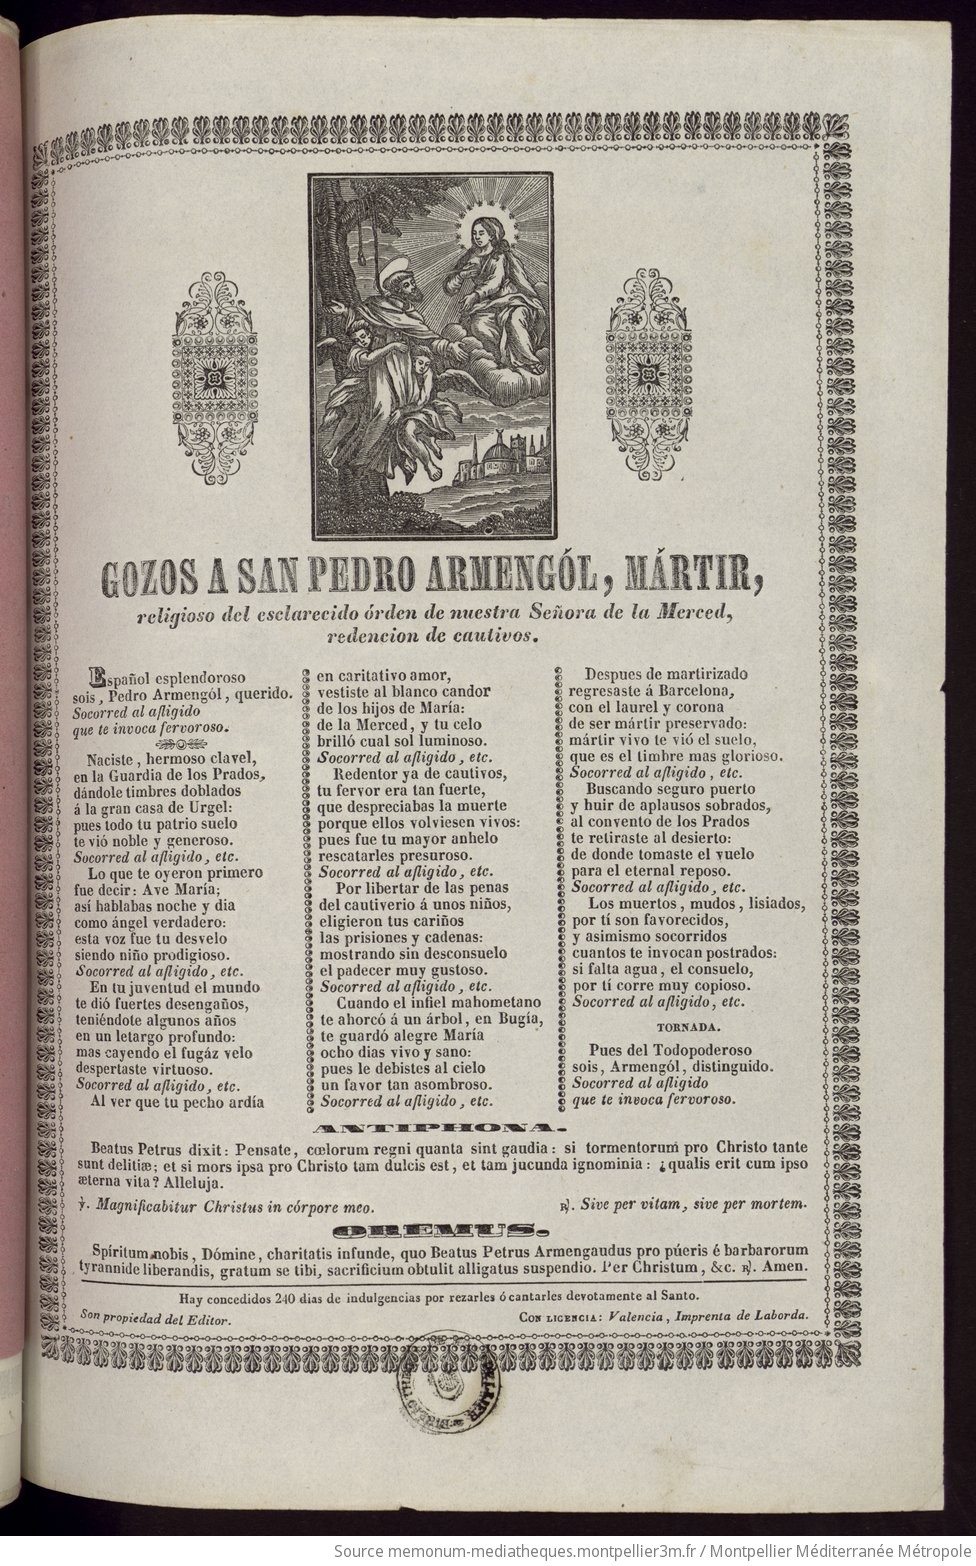 GOZOS A SAN PEDRO ARMENGÓL, MÁRTIR,
religioso del esclarecido órden de nuestra Señora de la Merced,
redencion de cautivos.
Español esplendoroso
sois, Pedro Armengól, querido.
Socorred al afligido
que te invoca fervoroso.
Naciste, hermoso clavel,
en la Guardia de los Prados,
dándole timbres doblados
á la gran casa de Urgel:
pues todo tu patrio suelo
te vió noble y generoso.
Socorred al afligido, etc.
Lo que te oyeron primero
fue decir: Ave María;
así hablabas noche y dia
como ángel verdadero:
esta voz fue tu desvelo
siendo niño prodigioso.
Socorred al afligido, etc.
En tu juventud el mundo
te dió fuertes desengaños,
teniéndote algunos años
en un letargo profundo:
mas cayendo el fugáz velo
despertaste virtuoso.
Socorred al afligido, etc.
Al ver que tu pecho ardía
en caritativo amor,
vestiste al blanco candor
de los hijos de María:
de la Merced, y tu celo
brilló cual sol luminoso.
Socorred al afligido, etc.
Redentor ya de cautivos,
tu fervor era tan fuerte,
que despreciabas la muerte
porque ellos volviesen vivos:
pues fue tu mayor anhelo
rescatarles presuroso.
Socorred al afligido, etc.
Por libertar de las penas
del cautiverio á unos niños,
eligieron tus cariños
las prisiones y cadenas:
mostrando sin desconsuelo
el padecer muy gustoso.
Socorred al afligido, etc.
Cuando el infiel mahometano
te ahorcó á un árbol, en Bugía,
te guardó alegre María
ocho dias vivo y sano:
pues le debistes al cielo
un favor tan asombroso.
Socorred al afligido, etc.
Despues de martirizado
regresaste á Barcelona,
con el laurel y corona
de ser mártir preservado:
mártir vivo te vió el suelo,
que es el timbre mas glorioso.
Socorred al afligido, etc.
Buscando seguro puerto
y huir de aplausos sobrados,
al convento de los Prados
te retiraste al desierto:
de donde tomaste el vuelo
para el eternal reposo.
Socorred al afligido, etc.
Los muertos, mudos, lisiados,
por tí son favorecidos,
y asimismo socorridos
cuantos te invocan postrados:
si falta agua, el consuelo,
por tí corre muy copioso.
Socorred al afligido, etc.
TORNADA.
Pues del Todopoderoso
sois, Armengól, distinguido.
Socorred al afligido
que te invoca fervoroso.
ANTIPHONA.
Beatus Petrus dixit: Pensate, cœlorum regni quanta sint gaudia: si tormentorum pro Christo tante
sunt delitiæ; et si mors ipsa pro Christo tam dulcis est, et tam jucunda ignominia: ¿qualis erit cum ipso
æterna vita? Alleluja.
℣. Magnificabitur Christus in córpore meo.
℟. Sive per vitam, sive per mortem.
OREMUS.
Spíritum nobis, Dómine, charitatis infunde, quo Beatus Petrus Armengaudus pro púeris é barbarorum
tyrannide liberandis, gratum se tibi, sacrificium obtulit alligatus suspendio. Per Christum, &c. ℟. Amen.
Hay concedidos 240 dias de indulgencias por rezarles ó cantarles devotamente al Santo.
Son propiedad del Editor.
CON LICENCIA: Valencia, Imprenta de Laborda.
Source memonum-mediatheques.montpellier3m.fr / Montpellier Méditerranée Métropole